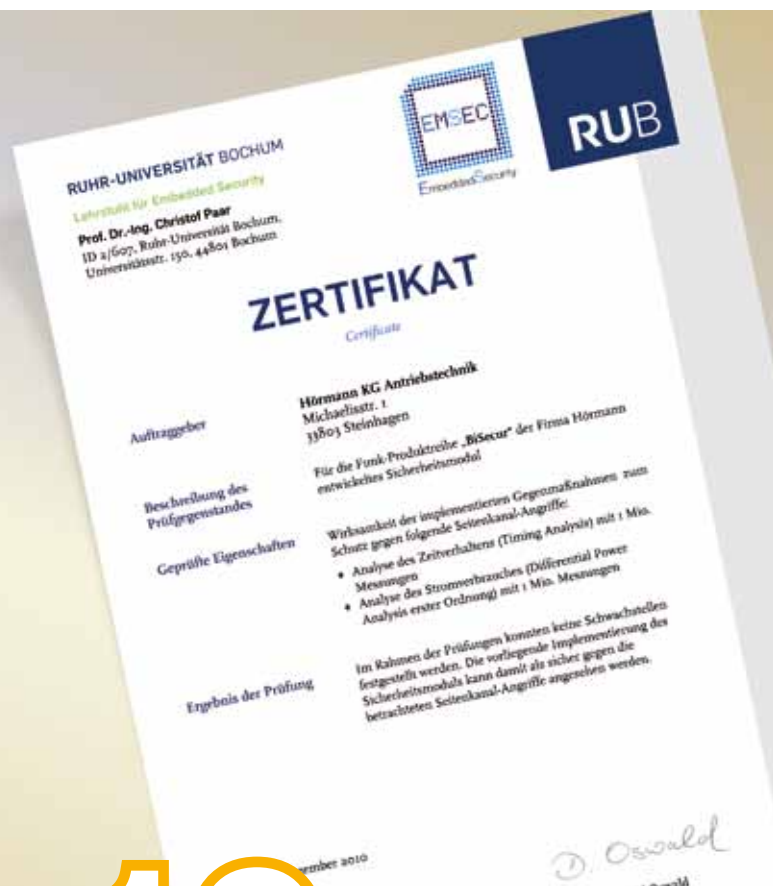 RUHR-UNIVERSITÄT BOCHUM
Lehrstuhl für Embedded Security
Prof. Dr.-Ing. Christof Paar
ID 2/607, Ruhr-Universität Bochum,
Universitätsstr. 150, 44801 Bochum
EMSEC
EmbeddedSecurity
RUB
ZERTIFIKAT
Certificate
Auftraggeber
Hörmann KG Antriebstechnik
Michaelisstr. 1
33803 Steinhagen
Beschreibung des
Prüfgegenstandes
Für die Funk-Produktreihe „BiSecur" der Firma Hörmann
entwickeltes Sicherheitsmodul
Geprüfte Eigenschaften
Wirksamkeit der implementierten Gegenmaßnahmen zum
Schutz gegen folgende Seitenkanal-Angriffe:
• Analyse des Zeitverhaltens (Timing Analysis) mit 1 Mio.
Messungen
• Analyse des Stromverbrauches (Differential Power
Analysis erster Ordnung) mit 1 Mio. Messungen
Ergebnis der Prüfung
Im Rahmen der Prüfungen konnten keine Schwachstellen
festgestellt werden. Die vorliegende Implementierung des
Sicherheitsmoduls kann damit als sicher gegen die
betrachteten Seitenkanal-Angriffe angesehen werden.
2010
D. Oswald